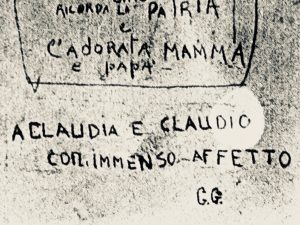 RICORDA LA PATRIA
e
L'ADORATA MAMMA
e papà
A CLAUDIA E CLAUDIO
CON IMMENSO AFFETTO
G.G.